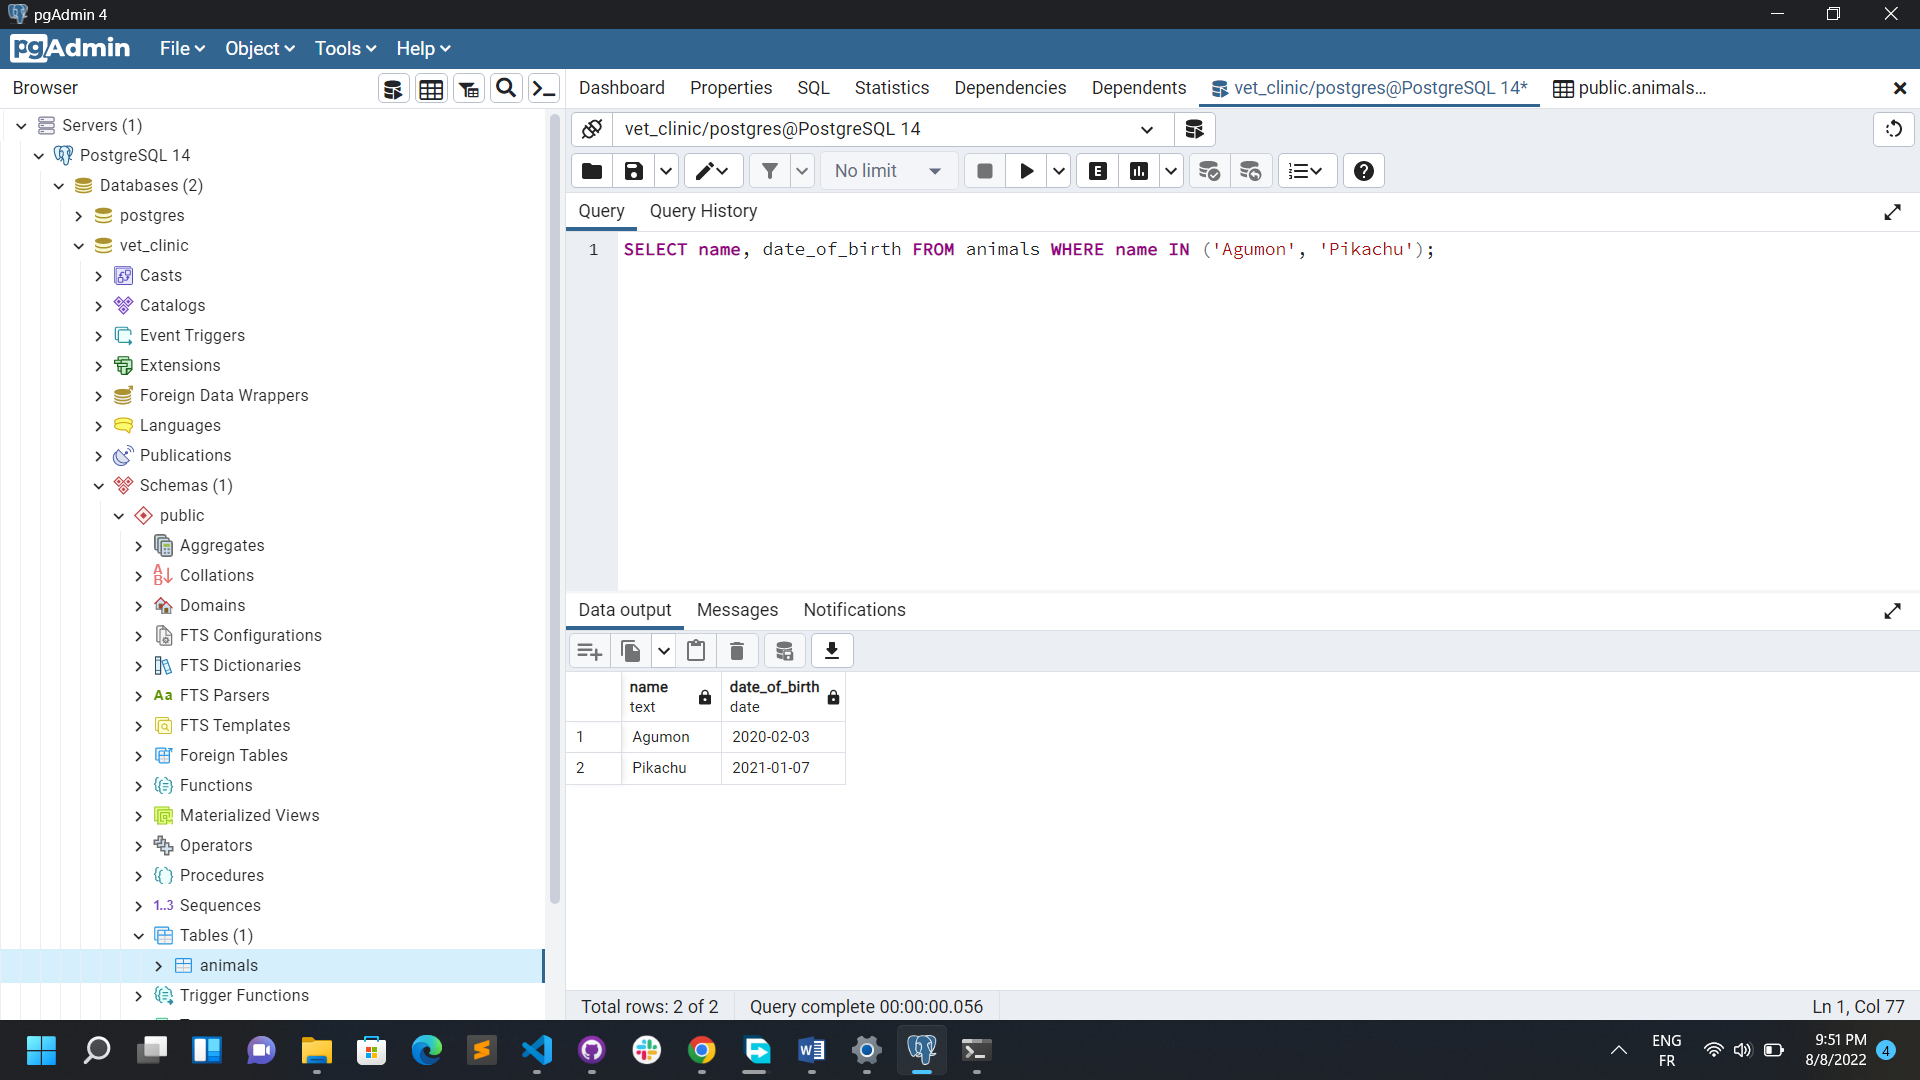 pgAdmin 4
pgAdmin File Object Tools Help
Browser
Dashboard Properties SQL Statistics Dependencies Dependents vet_clinic/postgres@PostgreSQL 14* public.animals...
Servers (1)
PostgreSQL 14
Databases (2)
postgres
vet_clinic
Casts
Catalogs
Event Triggers
Extensions
Foreign Data Wrappers
Languages
Publications
Schemas (1)
public
Aggregates
Collations
Domains
FTS Configurations
FTS Dictionaries
Aa FTS Parsers
FTS Templates
Foreign Tables
Functions
Materialized Views
Operators
Procedures
1..3 Sequences
Tables (1)
animals
Trigger Functions
vet_clinic/postgres@PostgreSQL 14
No limit E
Query Query History
1 SELECT name, date_of_birth FROM animals WHERE name IN ('Agumon', 'Pikachu');
Data output Messages Notifications
name date_of_birth
text date
1 Agumon 2020-02-03
2 Pikachu 2021-01-07
Total rows: 2 of 2 Query complete 00:00:00.056 Ln 1, Col 77
ENG
FR
9:51 PM
8/8/2022
4